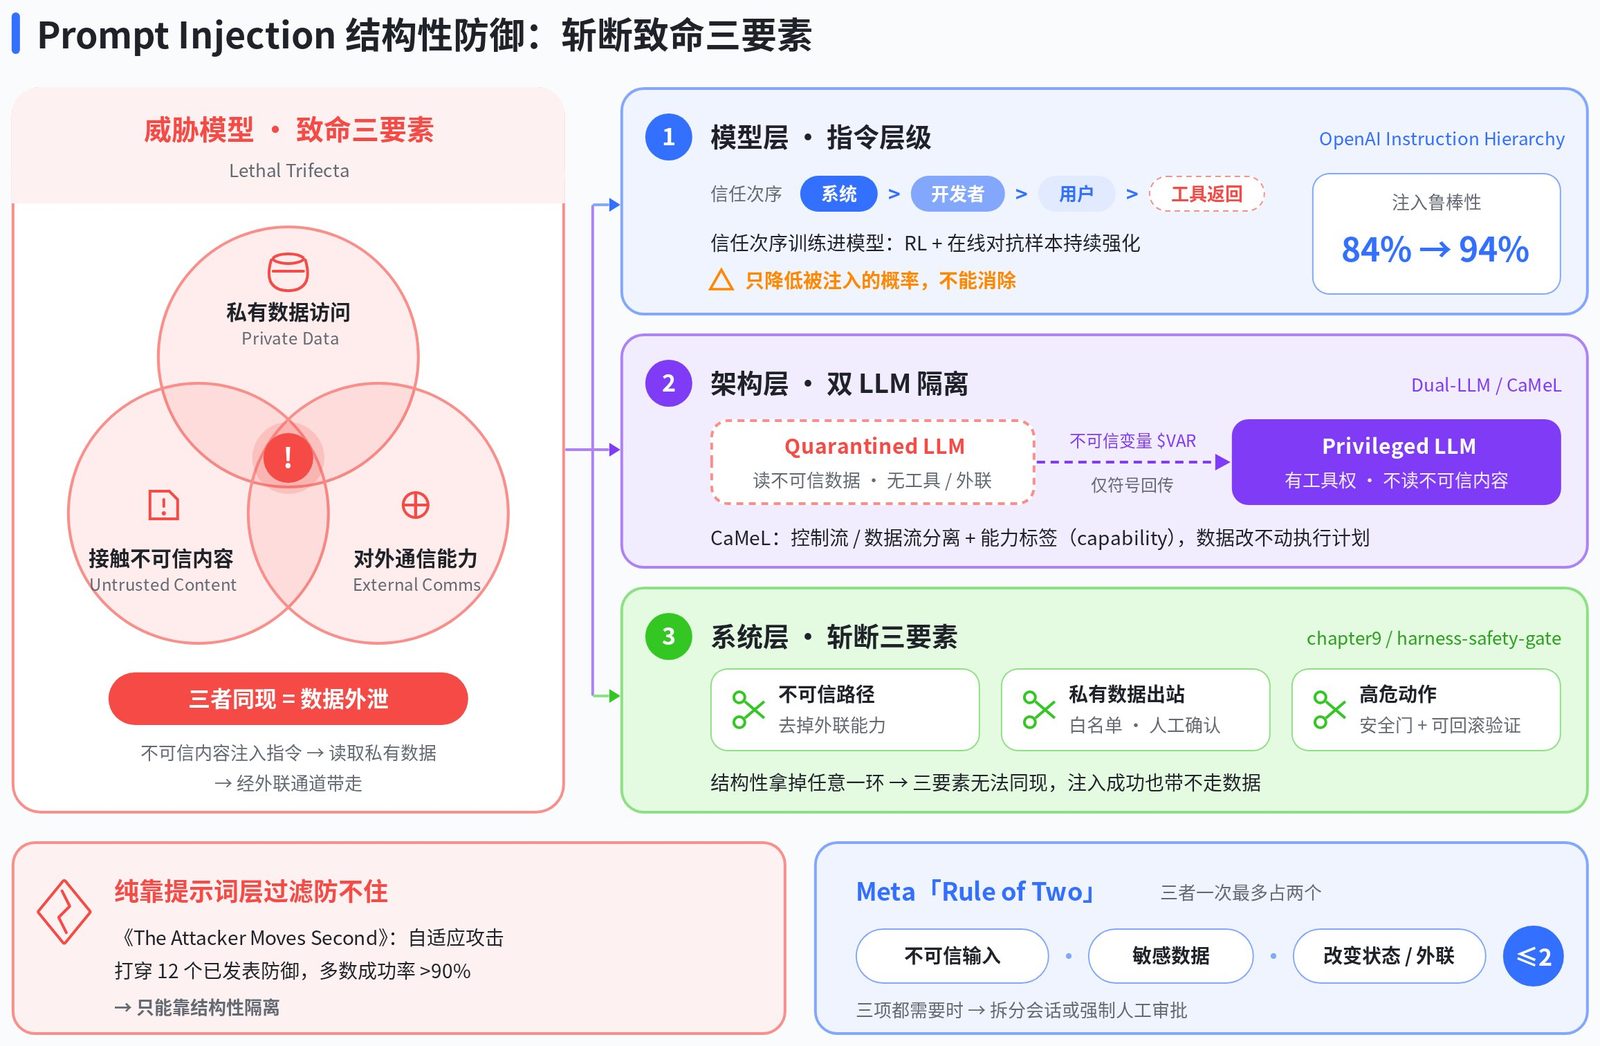 Prompt Injection 结构性防御：斩断致命三要素
威胁模型 · 致命三要素
Lethal Trifecta
私有数据访问
Private Data
!
接触不可信内容
Untrusted Content
对外通信能力
External Comms
三者同现 = 数据外泄
不可信内容注入指令 → 读取私有数据
→ 经外联通道带走
1 模型层 · 指令层级
OpenAI Instruction Hierarchy
信任次序 系统 > 开发者 > 用户 > 工具返回
信任次序训练进模型：RL + 在线对抗样本持续强化
只降低被注入的概率，不能消除
注入鲁棒性
84% → 94%
2 架构层 · 双 LLM 隔离
Dual-LLM / CaMeL
Quarantined LLM
读不可信数据 · 无工具 / 外联
不可信变量 $VAR
仅符号回传
Privileged LLM
有工具权 · 不读不可信内容
CaMeL：控制流 / 数据流分离 + 能力标签（capability），数据改不动执行计划
3 系统层 · 斩断三要素
chapter9 / harness-safety-gate
不可信路径
去掉外联能力
私有数据出站
白名单 · 人工确认
高危动作
安全门 + 可回滚验证
结构性拿掉任意一环 → 三要素无法同现，注入成功也带不走数据
纯靠提示词层过滤防不住
《The Attacker Moves Second》：自适应攻击
打穿 12 个已发表防御，多数成功率 >90%
→ 只能靠结构性隔离
Meta「Rule of Two」 三者一次最多占两个
不可信输入 · 敏感数据 · 改变状态 / 外联 ≤2
三项都需要时 → 拆分会话或强制人工审批